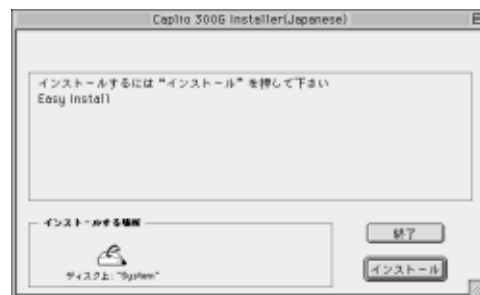 Caplio 300G Installer(Japanese)
インストールするには “インストール” を押して下さい
Easy Install
インストールする場所
ディスク上: "System"
終了
インストール